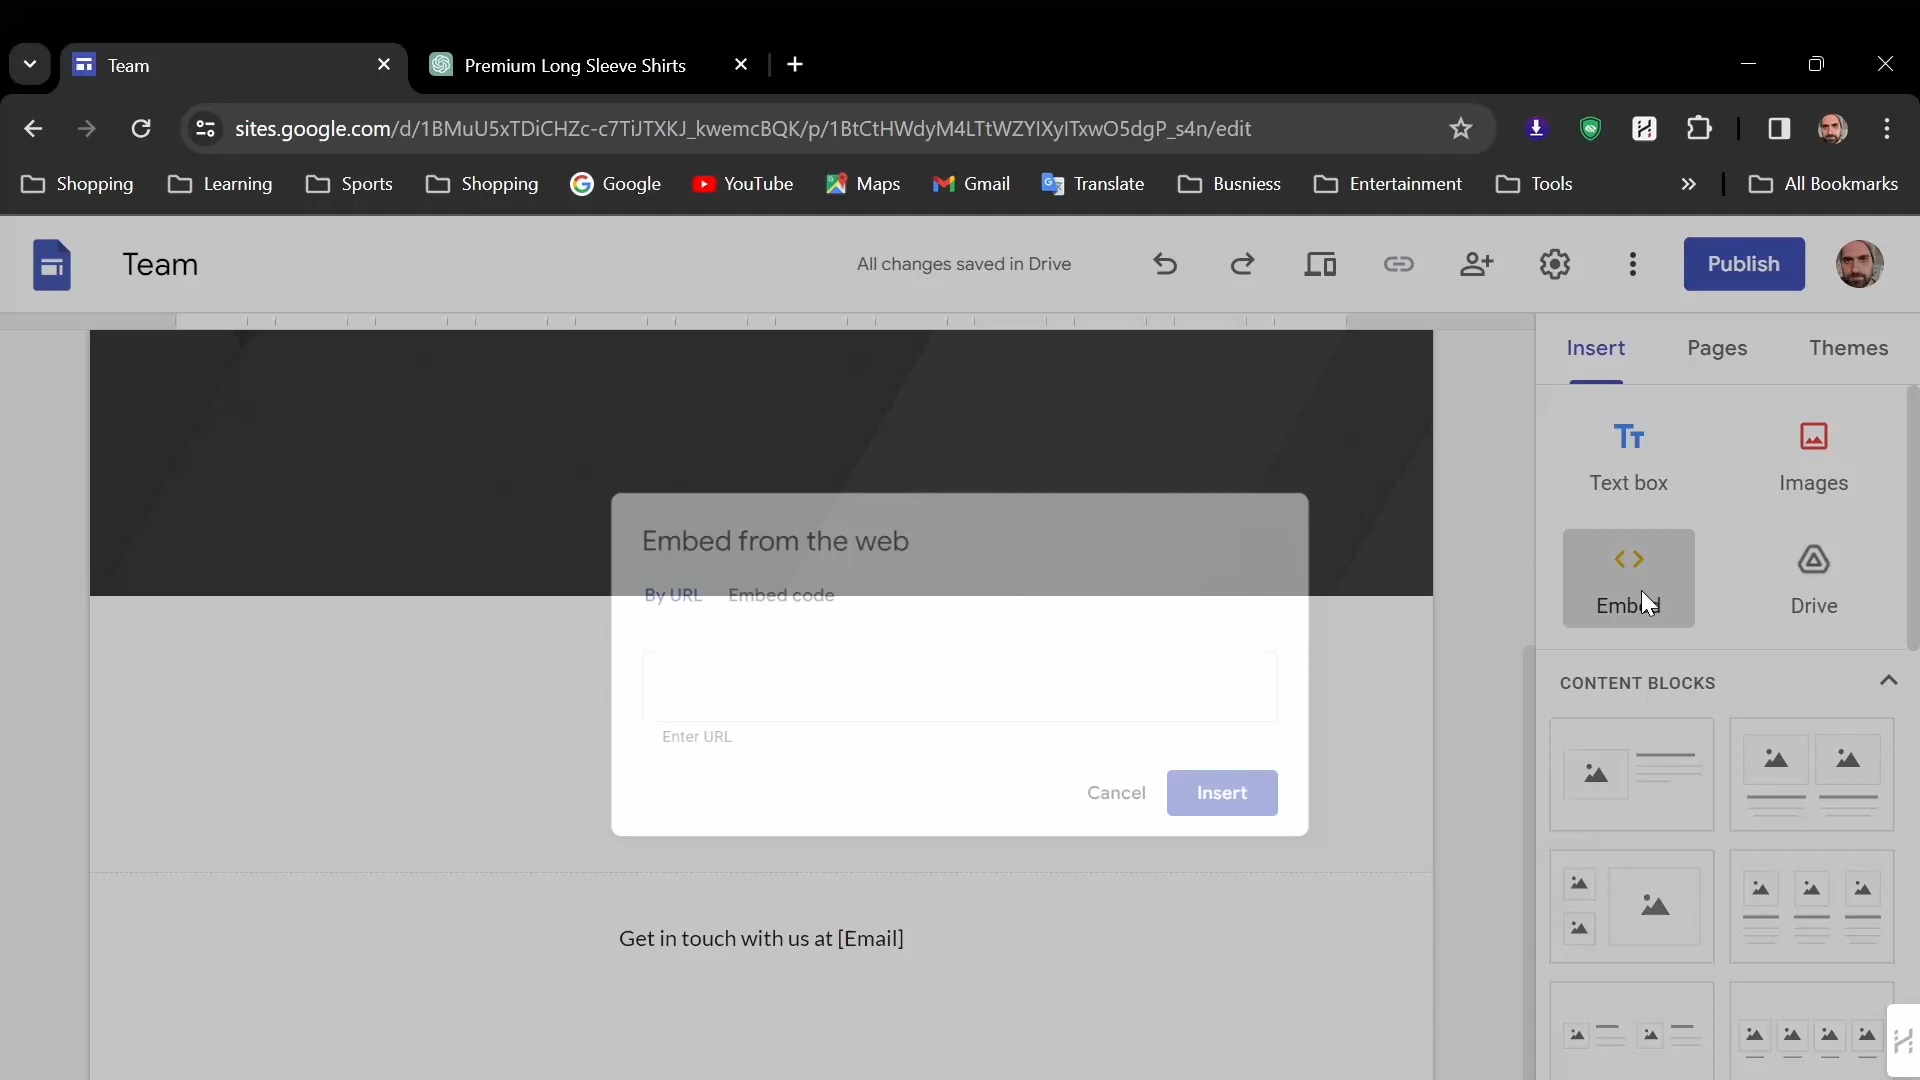 Team
Premium Long Sleeve Shirts
sites.google.com/d/1BMuU5xTDiCHZc-c7TiJTXKJ_kwemcBQK/p/1BtCtHWdyM4LTtWZYIXyITxwO5dgP_s4n/edit
Shopping
Learning
Sports
Shopping
Google
YouTube
Maps
Gmail
Translate
Busniess
Entertainment
Tools
All Bookmarks
Team
All changes saved in Drive
Publish
Insert
Pages
Themes
Text box
Images
Embed
Drive
CONTENT BLOCKS
Embed from the web
By URL
Embed code
Enter URL
Cancel
Insert
Get in touch with us at [Email]